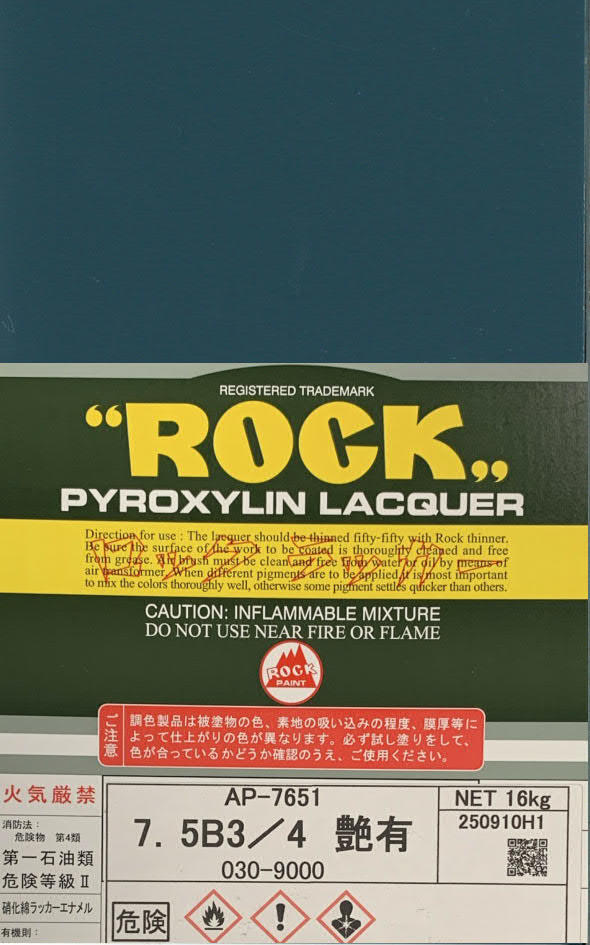 REGISTERED TRADEMARK
“ROCK„
PYROXYLIN LACQUER
Direction for use : The lacquer should be thinned fifty-fifty with Rock thinner.
Be sure the surface of the work to be coated is thoroughly cleaned and free
from grease. Air brush must be clean and free from water or oil by means of
air transformer. When different pigments are to be applied it is most important
to mix the colors thoroughly well, otherwise some pigment settles quicker than others.
ロックラッカー
CAUTION: INFLAMMABLE MIXTURE
DO NOT USE NEAR FIRE OR FLAME
ROCK
PAINT
ご注意
調色製品は被塗物の色、素地の吸い込みの程度、膜厚等に
よって仕上がりの色が異なります。必ず試し塗りをして、
色が合っているかどうか確認のうえ、ご使用ください。
火気厳禁
消防法:
危険物 第4類
第一石油類
危険等級Ⅱ
硝化綿ラッカーエナメル
有機則:
AP-7651
7. 5B3/4 艶有
030-9000
NET 16kg
250910H1
危険